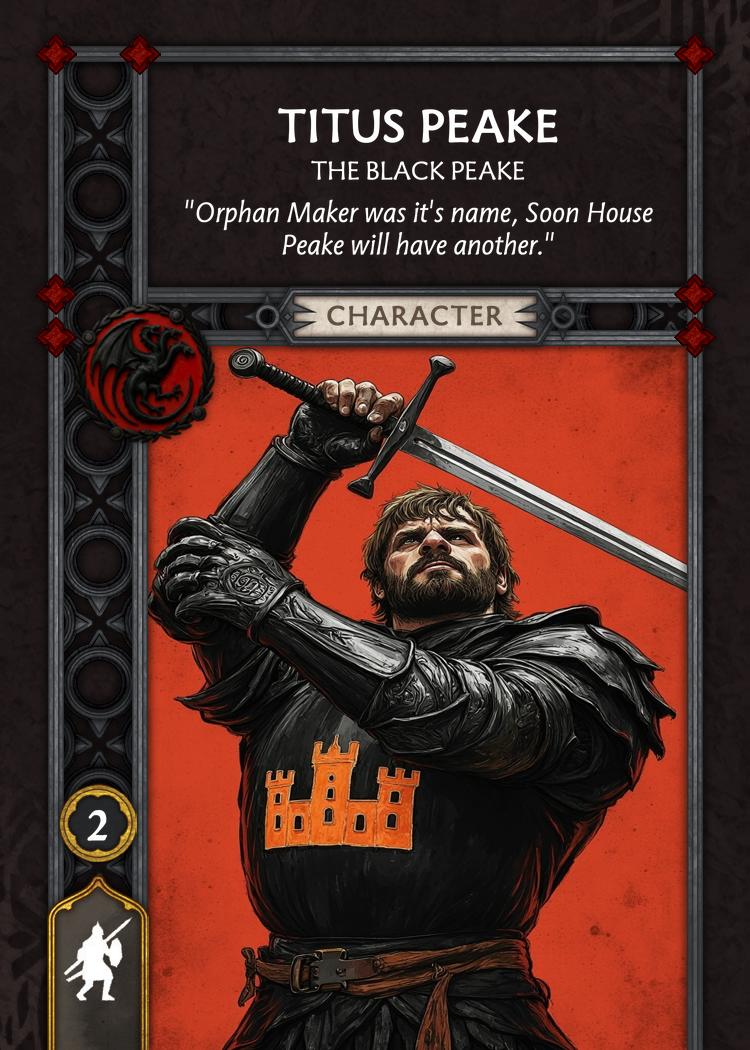 TITUS PEAKE
THE BLACK PEAKE
"Orphan Maker was it's name, Soon House
Peake will have another."
CHARACTER
2